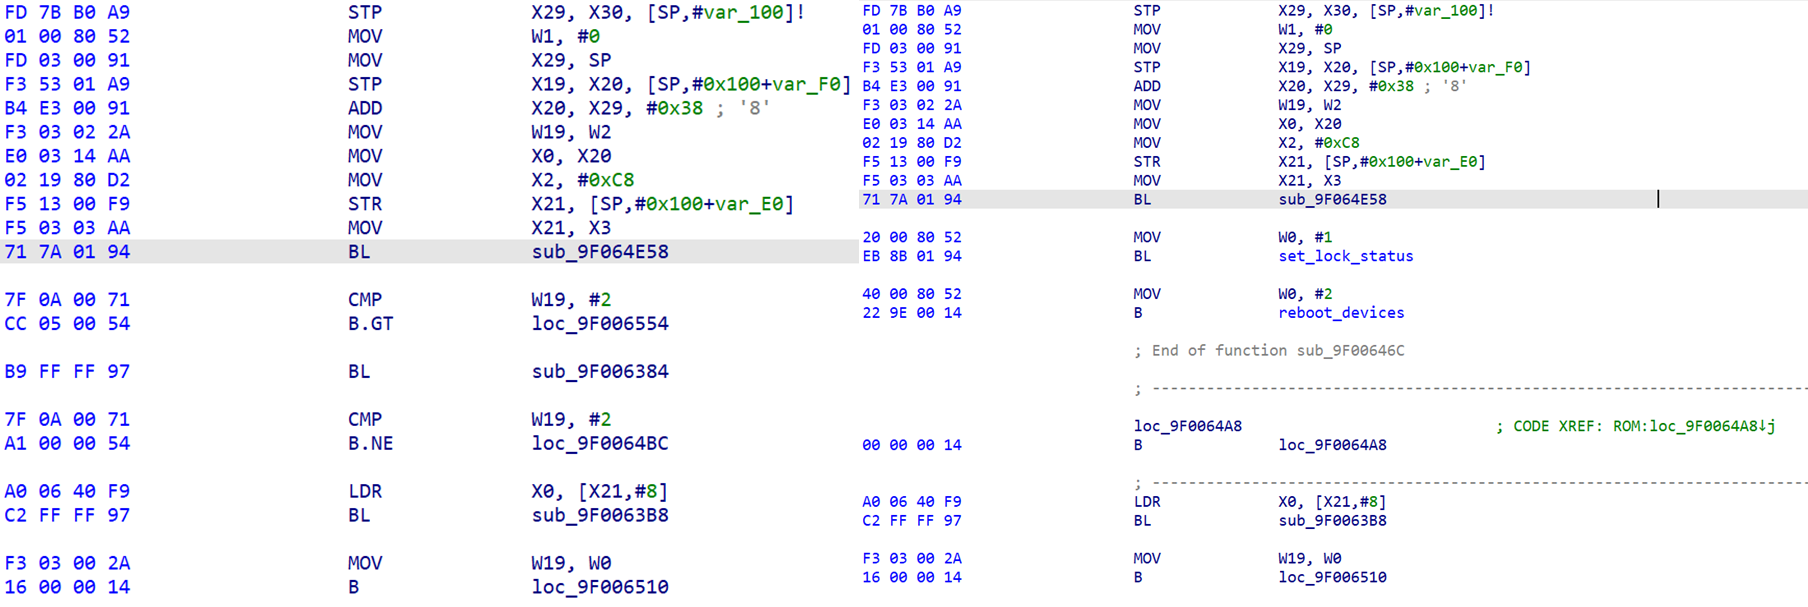 FD 7B B0 A9 STP X29, X30, [SP,#var_100]!
01 00 80 52 MOV W1, #0
FD 03 00 91 MOV X29, SP
F3 53 01 A9 STP X19, X20, [SP,#0x100+var_F0]
B4 E3 00 91 ADD X20, X29, #0x38 ; '8'
F3 03 02 2A MOV W19, W2
E0 03 14 AA MOV X0, X20
02 19 80 D2 MOV X2, #0xC8
F5 13 00 F9 STR X21, [SP,#0x100+var_E0]
F5 03 03 AA MOV X21, X3
71 7A 01 94 BL sub_9F064E58
7F 0A 00 71 CMP W19, #2
CC 05 00 54 B.GT loc_9F006554
B9 FF FF 97 BL sub_9F006384
7F 0A 00 71 CMP W19, #2
A1 00 00 54 B.NE loc_9F0064BC
A0 06 40 F9 LDR X0, [X21,#8]
C2 FF FF 97 BL sub_9F0063B8
F3 03 00 2A MOV W19, W0
16 00 00 14 B loc_9F006510
FD 7B B0 A9 STP X29, X30, [SP,#var_100]!
01 00 80 52 MOV W1, #0
FD 03 00 91 MOV X29, SP
F3 53 01 A9 STP X19, X20, [SP,#0x100+var_F0]
B4 E3 00 91 ADD X20, X29, #0x38 ; '8'
F3 03 02 2A MOV W19, W2
E0 03 14 AA MOV X0, X20
02 19 80 D2 MOV X2, #0xC8
F5 13 00 F9 STR X21, [SP,#0x100+var_E0]
F5 03 03 AA MOV X21, X3
71 7A 01 94 BL sub_9F064E58
20 00 80 52 MOV W0, #1
EB 8B 01 94 BL set_lock_status
40 00 80 52 MOV W0, #2
22 9E 00 14 B reboot_devices
; End of function sub_9F00646C
; ---------------------------------------------------------------------------
loc_9F0064A8 ; CODE XREF: ROM:loc_9F0064A8↓j
00 00 00 14 B loc_9F0064A8
; ---------------------------------------------------------------------------
A0 06 40 F9 LDR X0, [X21,#8]
C2 FF FF 97 BL sub_9F0063B8
F3 03 00 2A MOV W19, W0
16 00 00 14 B loc_9F006510